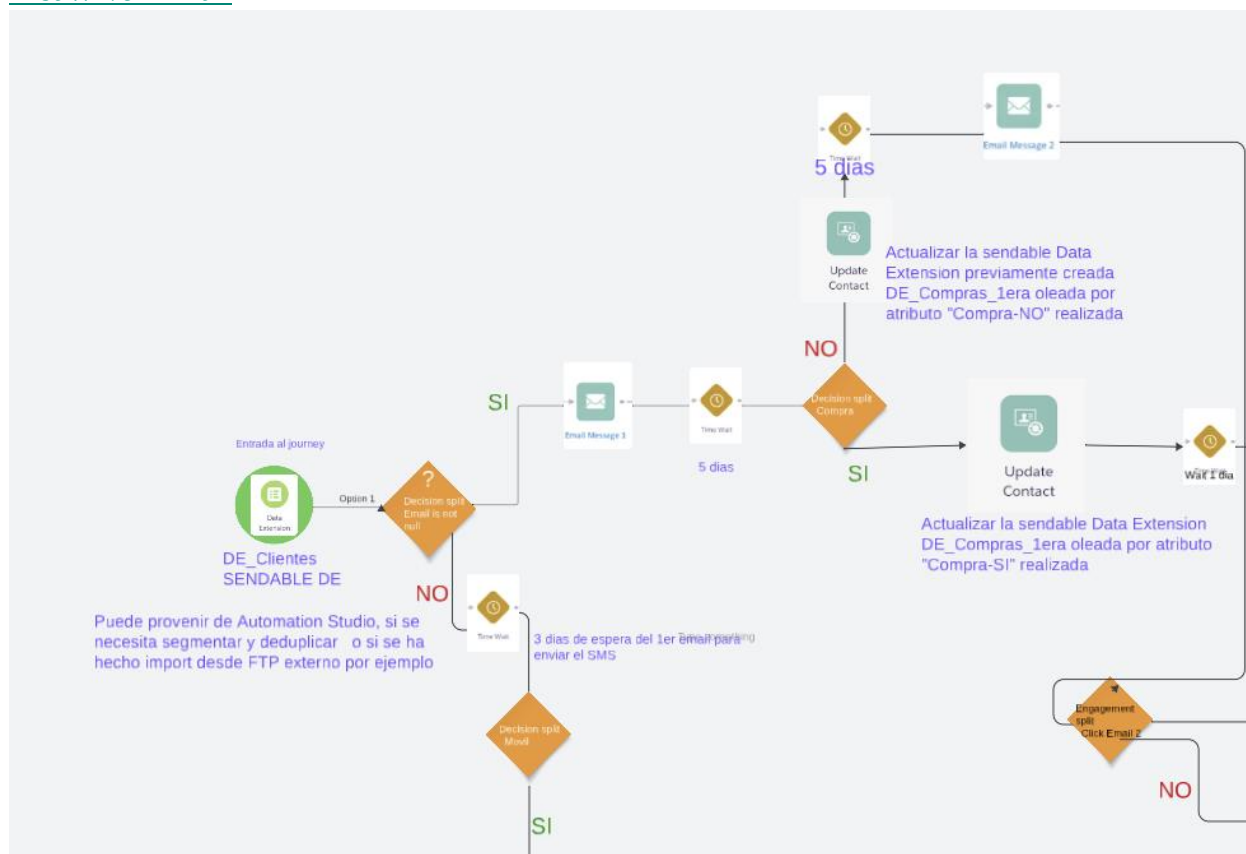 Email Message 2
Time Wait
5 dias
Update
Contact
Actualizar la sendable Data
Extension previamente creada
DE_Compras_1era oleada por
atributo "Compra-NO" realizada
NO
SI
Email Message 1
Time Wait
5 dias
Decision split
Compra
SI
Update
Contact
Wait 1 dia
Actualizar la sendable Data Extension
DE_Compras_1era oleada por atributo
"Compra-SI" realizada
Entrada al journey
Data
Extension
Option 1
?
Decision split
Email is not
null
DE_Clientes
SENDABLE DE
NO
Puede provenir de Automation Studio, si se
necesita segmentar y deduplicar o si se ha
hecho import desde FTP externo por ejemplo
Time Wait
3 dias de espera del 1er email para
enviar el SMS
Decision split
Movil
SI
Engagement
split
Click Email 2
NO